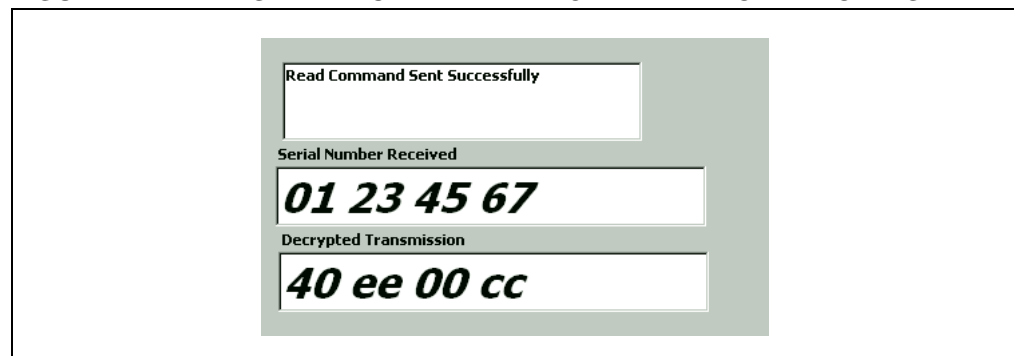 Read Command Sent Successfully
Serial Number Received
01 23 45 67
Decrypted Transmission
40 ee 00 cc